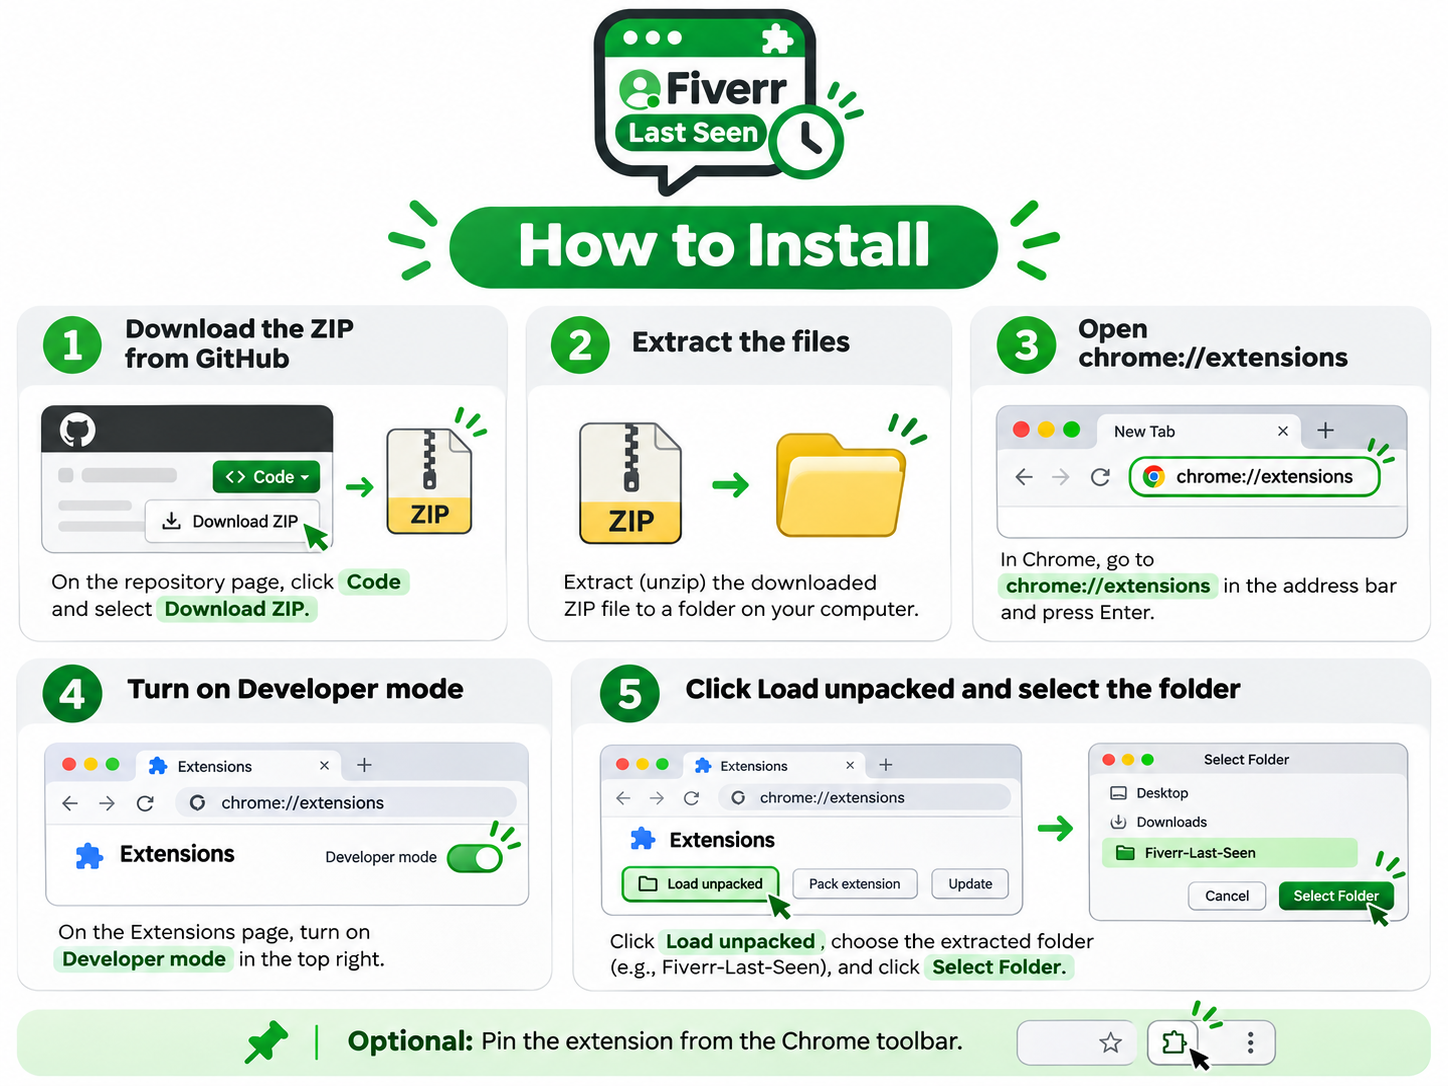 Fiverr
Last Seen
How to Install
1
Download the ZIP
from GitHub
<> Code
Download ZIP
ZIP
On the repository page, click Code
and select Download ZIP.
2
Extract the files
ZIP
Extract (unzip) the downloaded
ZIP file to a folder on your computer.
3
Open
chrome://extensions
New Tab
chrome://extensions
In Chrome, go to
chrome://extensions in the address bar
and press Enter.
4
Turn on Developer mode
Extensions
chrome://extensions
Extensions
Developer mode
On the Extensions page, turn on
Developer mode in the top right.
5
Click Load unpacked and select the folder
Extensions
chrome://extensions
Extensions
Load unpacked
Pack extension
Update
Select Folder
Desktop
Downloads
Fiverr-Last-Seen
Cancel
Select Folder
Click Load unpacked, choose the extracted folder
(e.g., Fiverr-Last-Seen), and click Select Folder.
Optional: Pin the extension from the Chrome toolbar.